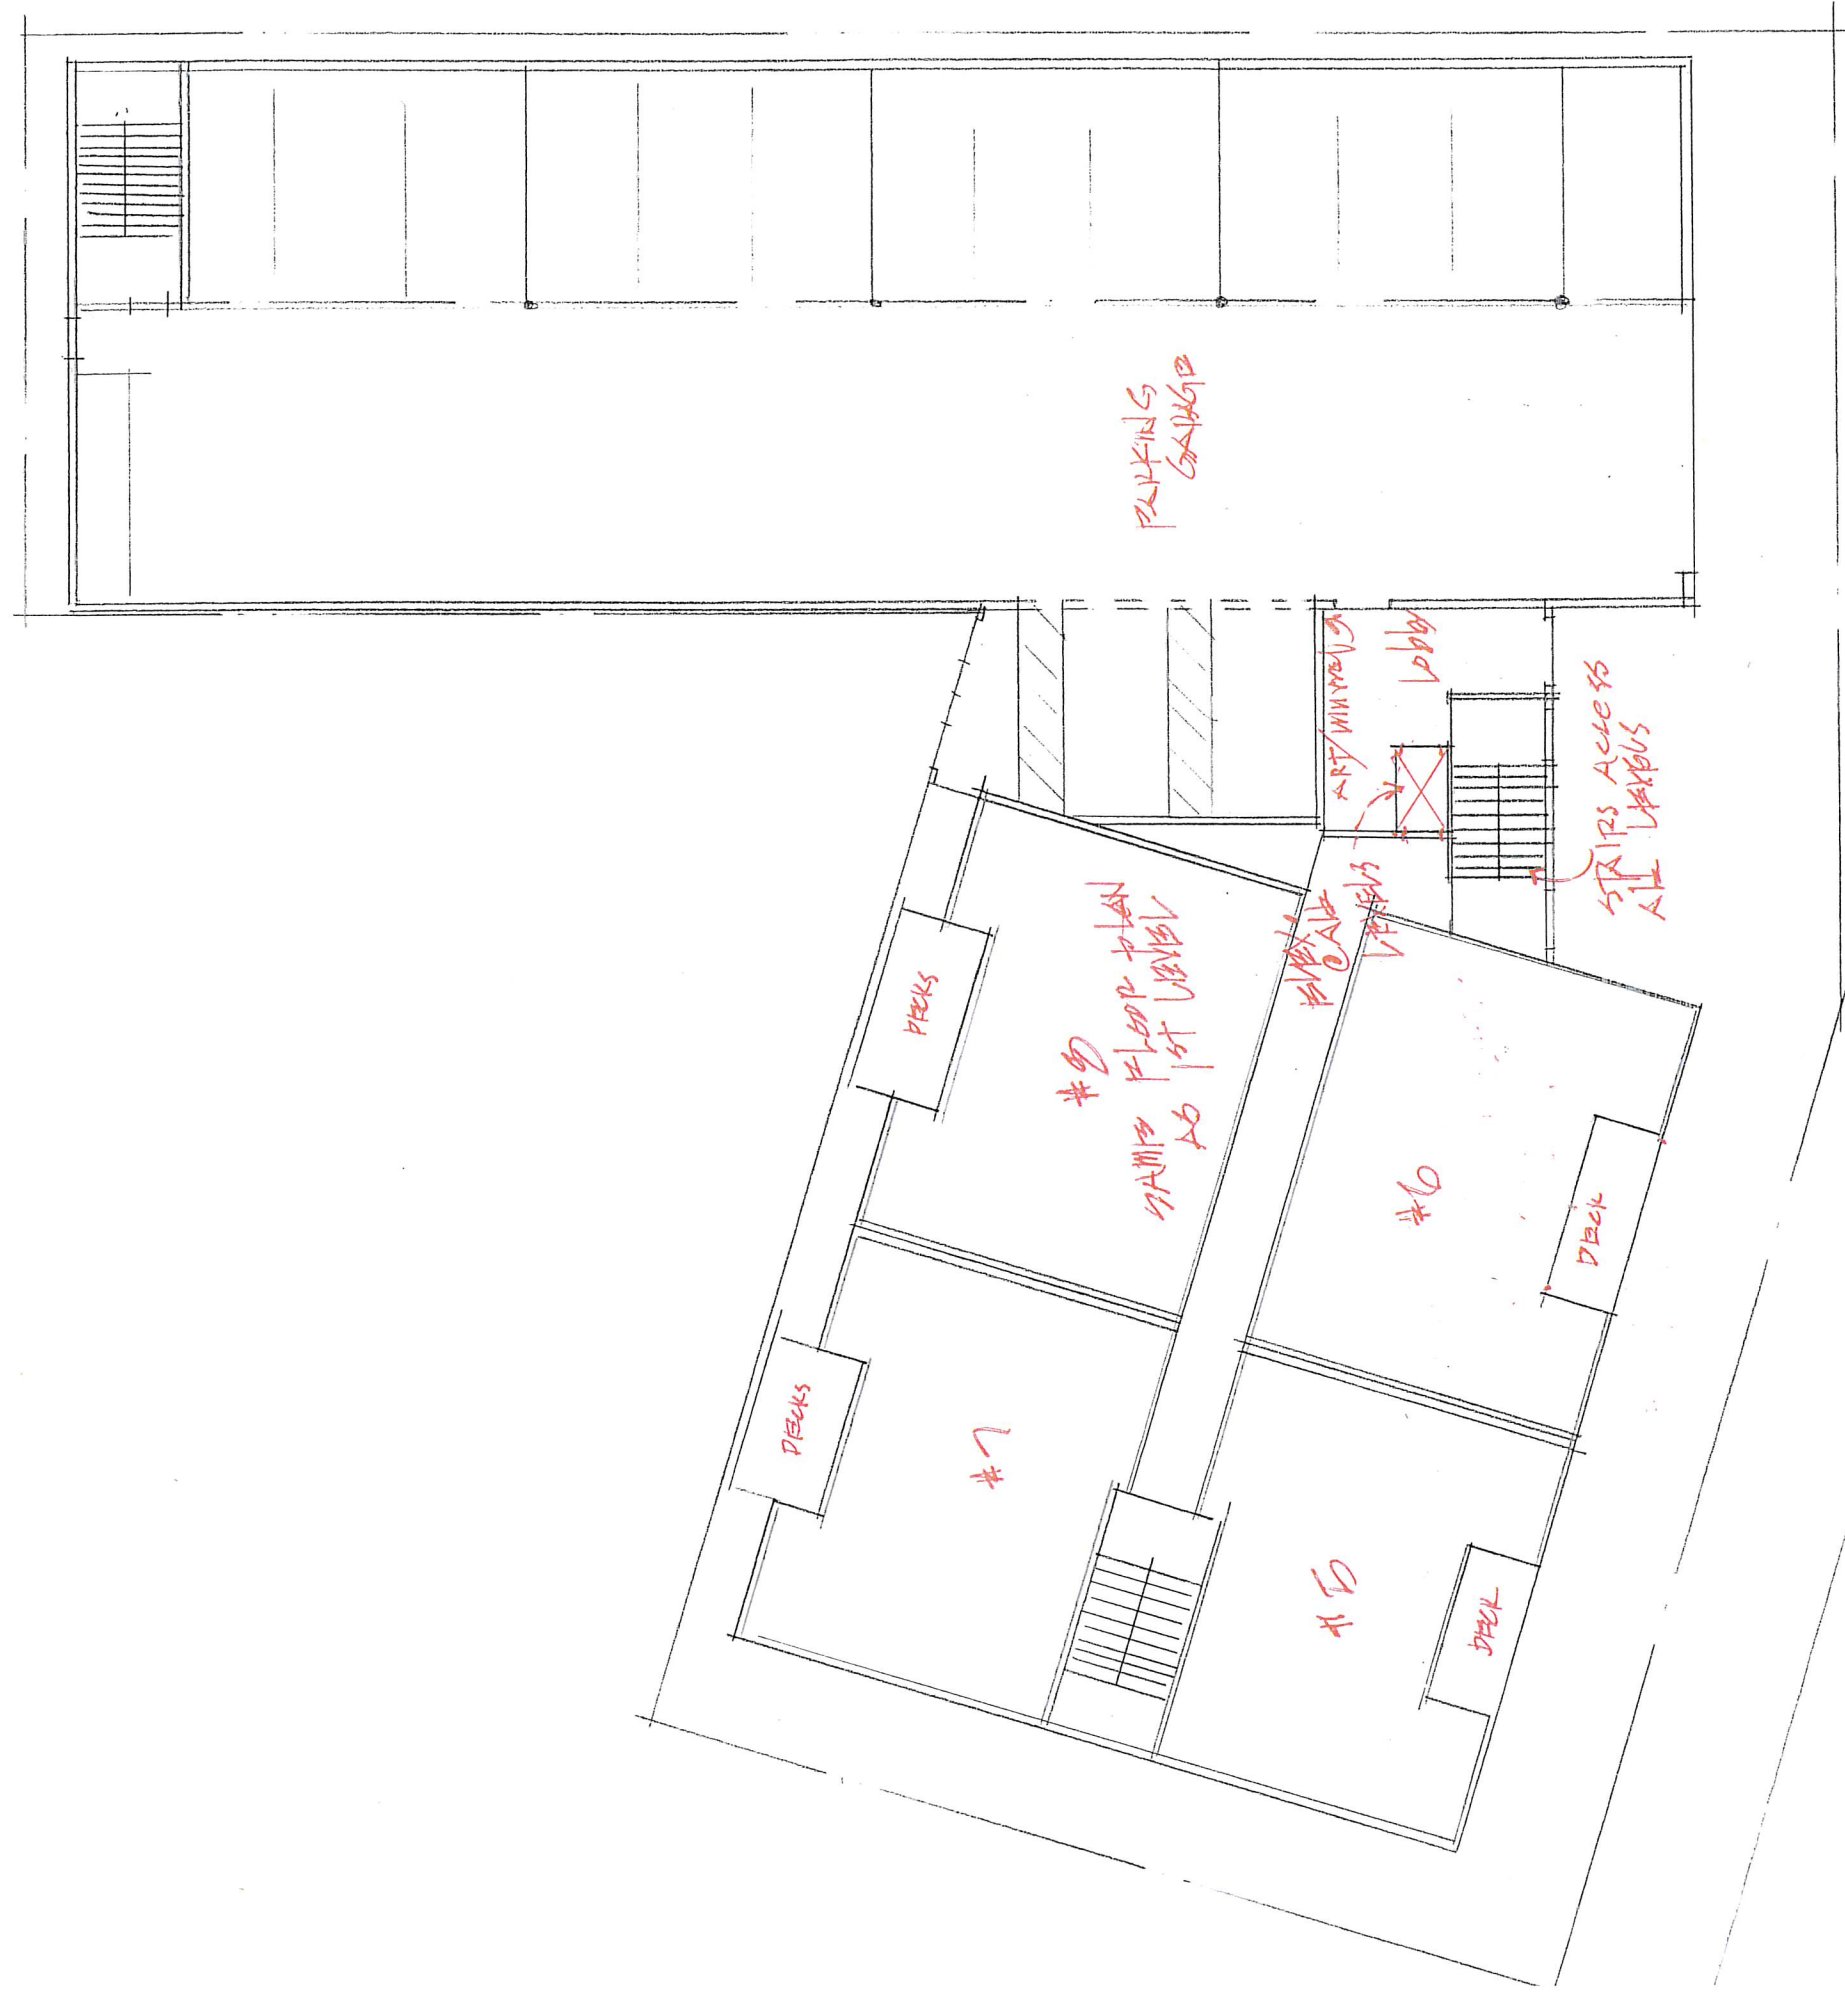 PARKING
GARAGE
ART/MURALS
Lobby
STAIRS ACCESS
ALL LEVELS
ELEV
@ ALL
LEVELS
DECKS
#8
SAME FLOOR PLAN
AS 1ST LEVEL
#6
DECK
DECKS
#7
#5
DECK